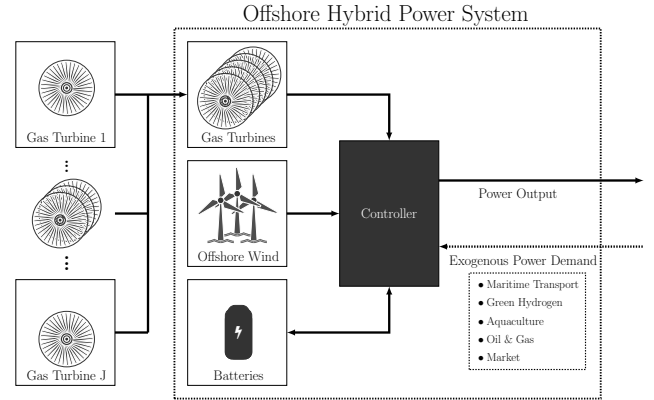 Offshore Hybrid Power System
Gas Turbine 1
Gas Turbines
Offshore Wind
Controller
Power Output
Exogenous Power Demand
• Maritime Transport
• Green Hydrogen
• Aquaculture
• Oil & Gas
• Market
Gas Turbine J
Batteries